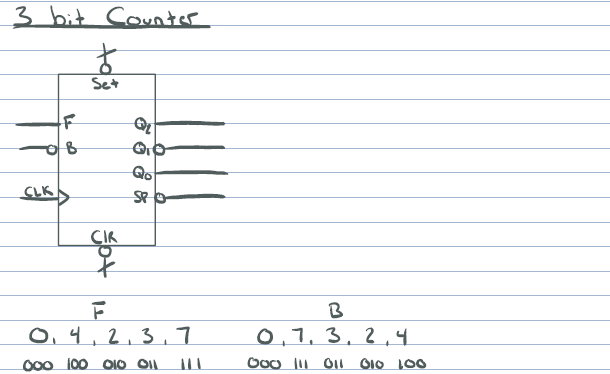 3 bit Counter
Set
F Q2
B Q1
Q0
CLK SP
ClR
F B
0, 4, 2, 3, 7 0, 7, 3, 2, 4
000 100 010 011 111 000 111 011 010 100